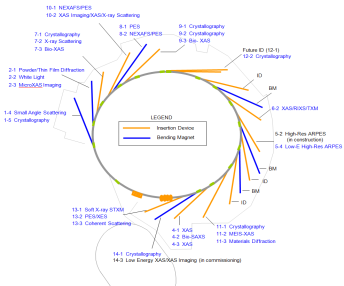 10-1 NEXAFS/PES
10-2 XAS Imaging/XAS/X-ray Scattering
8-1 PES
8-2 NEXAFS/PES
9-1 Crystallography
9-2 Crystallography
9-3 Bio-XAS
7-1 Crystallography
7-2 X-ray Scattering
7-3 Bio-XAS
Future ID (12-1)
12-2 Crystallography
2-1 Powder/Thin Film Diffraction
2-2 White Light
2-3 MicroXAS Imaging
ID
BM
6-2 XAS/RIXS/TXM
1-4 Small Angle Scattering
1-5 Crystallography
LEGEND
Insertion Device
Bending Magnet
ID
5-2 High-Res ARPES
(in construction)
5-4 Low-E High-Res ARPES
BM
ID
BM
ID
13-1 Soft X-ray STXM
13-2 PES/XES
13-3 Coherent Scattering
4-1 XAS
4-2 Bio-SAXS
4-3 XAS
11-1 Crystallography
11-2 MEIS-XAS
11-3 Materials Diffraction
14-1 Crystallography
14-3 Low Energy XAS/XAS Imaging (in commissioning)